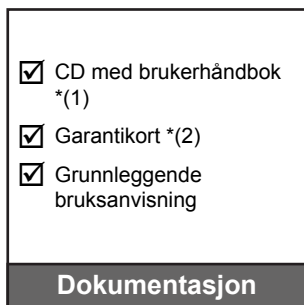 CD med brukerhåndbok
*(1)
Garantikort *(2)
Grunnleggende
bruksanvisning
Dokumentasjon